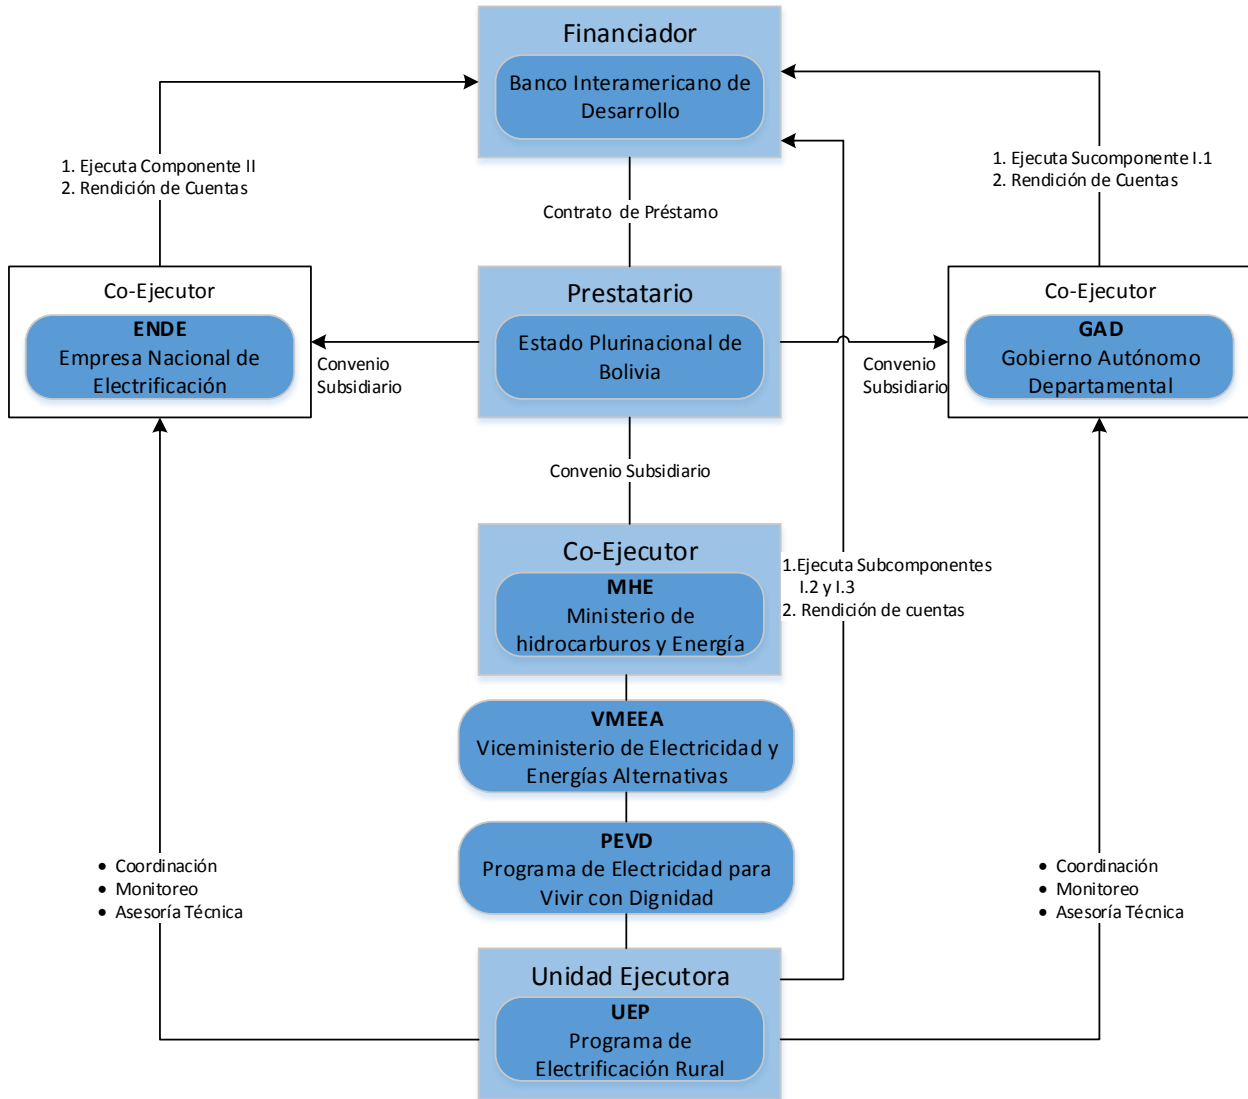 Financiador
Banco Interamericano de
Desarrollo
1. Ejecuta Componente II
2. Rendición de Cuentas
1. Ejecuta Sucomponente I.1
2. Rendición de Cuentas
Contrato de Préstamo
Co-Ejecutor
ENDE
Empresa Nacional de
Electrificación
Convenio
Subsidiario
Prestatario
Estado Plurinacional de
Bolivia
Convenio
Subsidiario
Co-Ejecutor
GAD
Gobierno Autónomo
Departamental
Convenio Subsidiario
Co-Ejecutor
MHE
Ministerio de
hidrocarburos y Energía
1.Ejecuta Subcomponentes
I.2 y I.3
2. Rendición de cuentas
VMEEA
Viceministerio de Electricidad y
Energías Alternativas
PEVD
Programa de Electricidad para
Vivir con Dignidad
• Coordinación
• Monitoreo
• Asesoría Técnica
• Coordinación
• Monitoreo
• Asesoría Técnica
Unidad Ejecutora
UEP
Programa de
Electrificación Rural